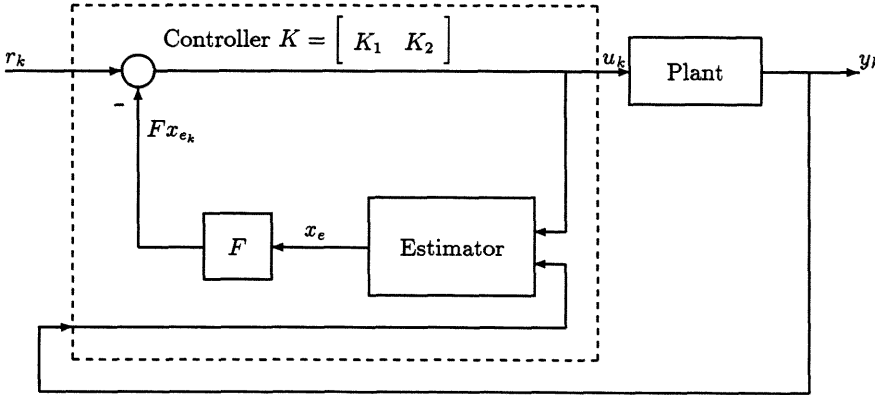 Controller K = [ K₁ K₂ ]
r_k
u_k
Plant
y_k
–
Fx_{e_k}
F
x_e
Estimator